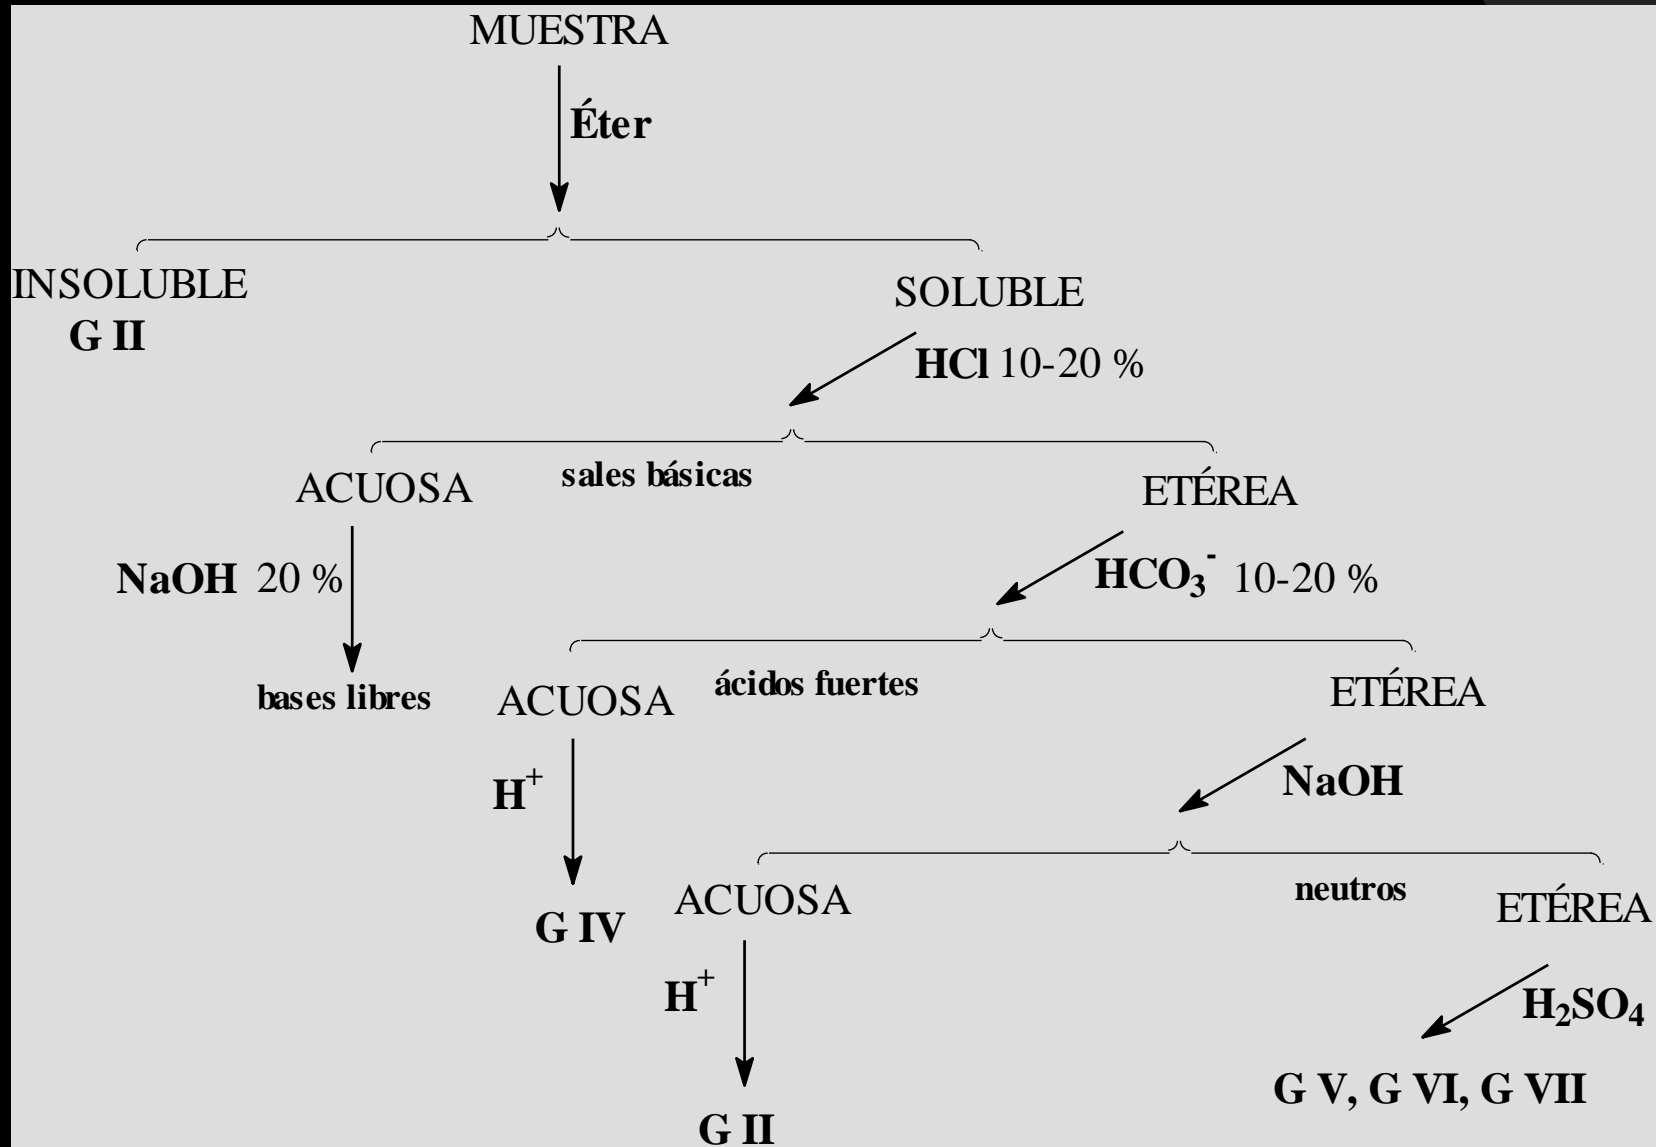 MUESTRA
Éter
INSOLUBLE
G II
SOLUBLE
HCl 10-20 %
ACUOSA
sales básicas
ETÉREA
NaOH 20 %
HCO₃⁻ 10-20 %
bases libres
ACUOSA
ácidos fuertes
ETÉREA
H⁺
NaOH
G IV
ACUOSA
neutros
ETÉREA
H⁺
H₂SO₄
G V, G VI, G VII
G II